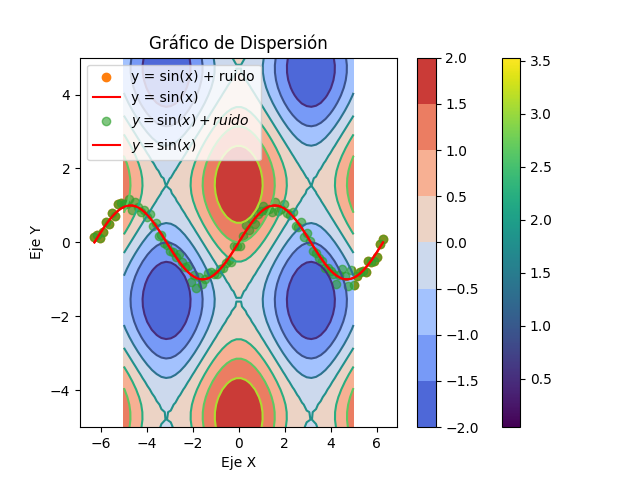 Gráfico de Dispersión
y = sin(x) + ruido
y = sin(x)
y = sin(x) + ruido
y = sin(x)
4
2
0
−2
−4
Eje Y
−6 −4 −2 0 2 4 6
Eje X
2.0
1.5
1.0
0.5
0.0
−0.5
−1.0
−1.5
−2.0
3.5
3.0
2.5
2.0
1.5
1.0
0.5